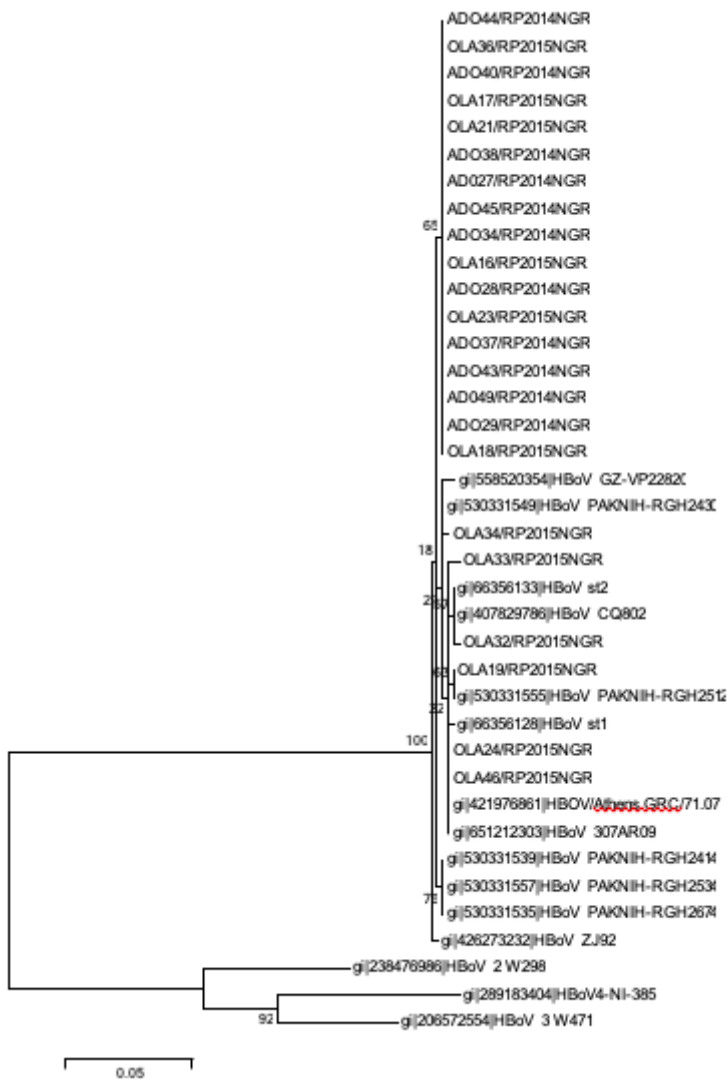 ADO44/RP2014NGR
OLA36/RP2015NGR
ADO40/RP2014NGR
OLA17/RP2015NGR
OLA21/RP2015NGR
ADO38/RP2014NGR
AD027/RP2014NGR
ADO45/RP2014NGR
65
ADO34/RP2014NGR
OLA16/RP2015NGR
ADO28/RP2014NGR
OLA23/RP2015NGR
ADO37/RP2014NGR
ADO43/RP2014NGR
AD049/RP2014NGR
ADO29/RP2014NGR
OLA18/RP2015NGR
gi|558520354|HBoV GZ-VP22820
gi|530331549|HBoV PAKNIH-RGH2430
OLA34/RP2015NGR
18
OLA33/RP2015NGR
gi|66356133|HBoV st2
gi|407829786|HBoV CQ802
OLA32/RP2015NGR
OLA19/RP2015NGR
63
gi|530331555|HBoV PAKNIH-RGH2512
22
gi|66356128|HBoV st1
100
OLA24/RP2015NGR
OLA46/RP2015NGR
gi|421976861|HBOV/Athens.GRC/71.07
gi|651212303|HBoV 307AR09
gi|530331539|HBoV PAKNIH-RGH2414
gi|530331557|HBoV PAKNIH-RGH2534
gi|530331535|HBoV PAKNIH-RGH2674
gi|426273232|HBoV ZJ92
gi|238476986|HBoV 2 W298
gi|289183404|HBoV4-NI-385
92
gi|206572554|HBoV 3 W471
0.05